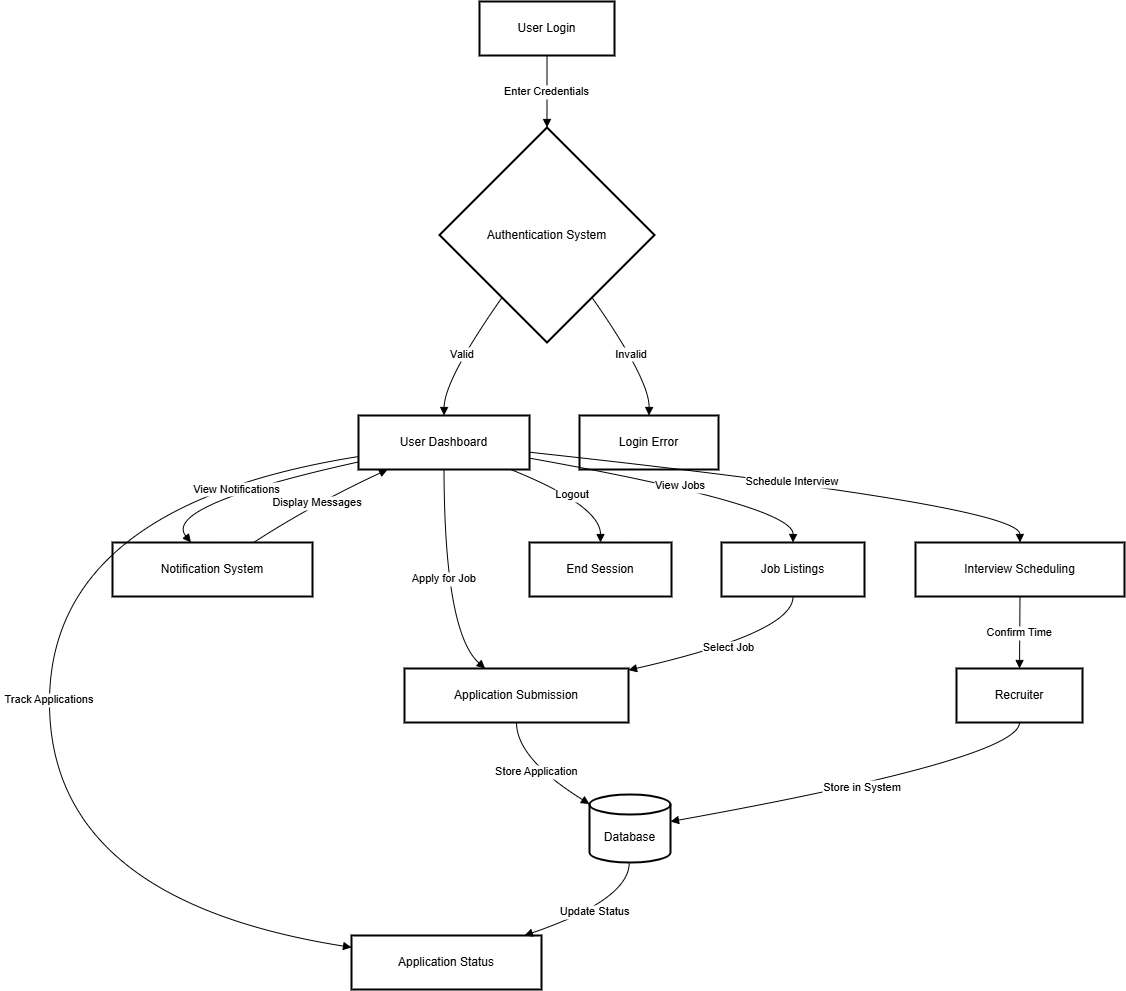 User Login
Enter Credentials
Authentication System
Valid
Invalid
User Dashboard
Login Error
View Notifications
Display Messages
Logout
View Jobs
Schedule Interview
Notification System
End Session
Job Listings
Interview Scheduling
Apply for Job
Confirm Time
Select Job
Track Applications
Application Submission
Recruiter
Store Application
Store in System
Database
Update Status
Application Status